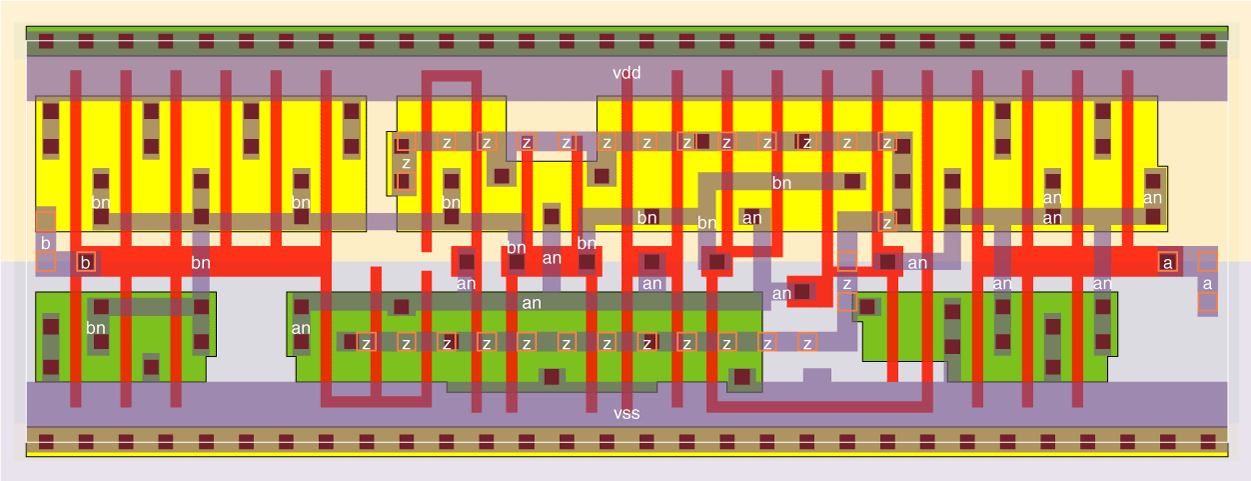 vdd
z z z z z z z z z z z z
z
bn bn bn bn an an
bn bn an an
z
bn bn an
b
b bn an an a
an an an z an an a
an an
bn an
z z z z z z z z z z z z
vss